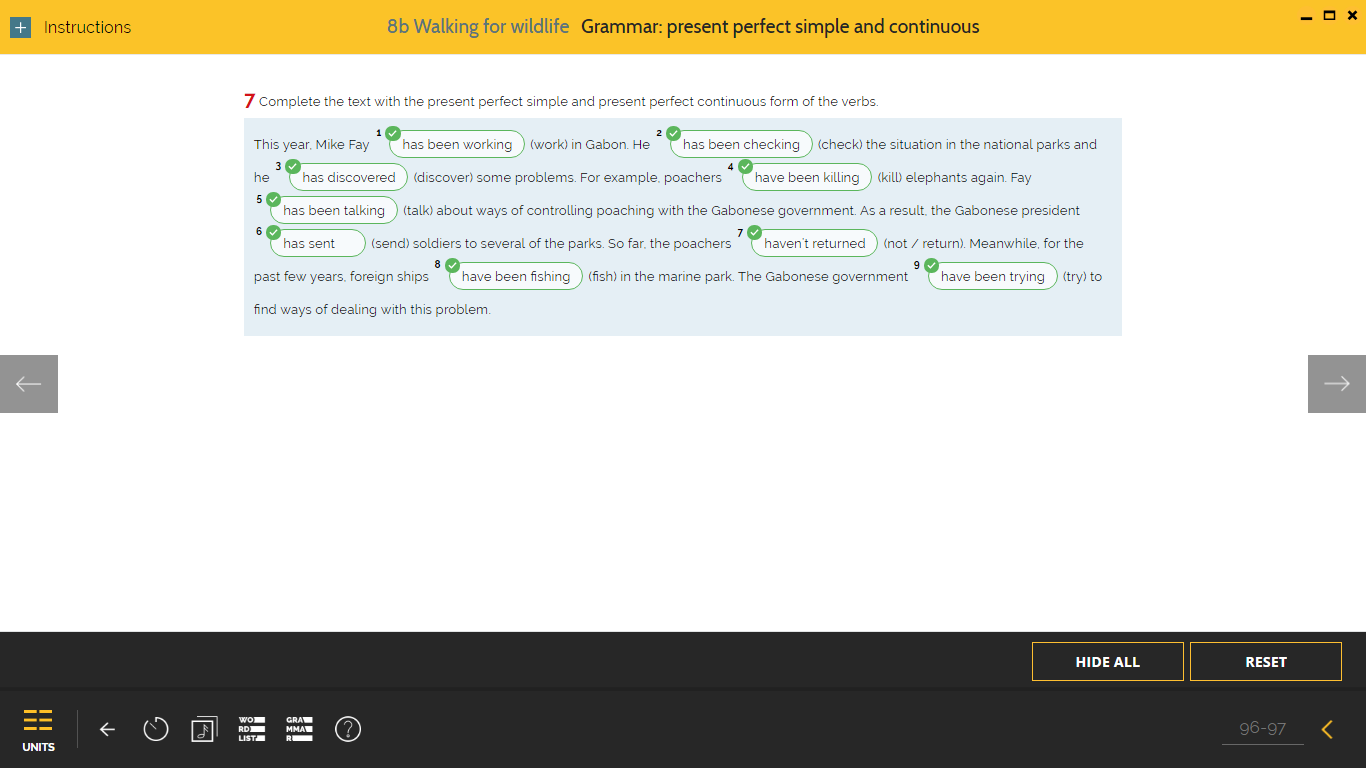 + Instructions
8b Walking for wildlife Grammar: present perfect simple and continuous
7 Complete the text with the present perfect simple and present perfect continuous form of the verbs.
This year, Mike Fay 1 has been working (work) in Gabon. He 2 has been checking (check) the situation in the national parks and
he 3 has discovered (discover) some problems. For example, poachers 4 have been killing (kill) elephants again. Fay
5 has been talking (talk) about ways of controlling poaching with the Gabonese government. As a result, the Gabonese president
6 has sent (send) soldiers to several of the parks. So far, the poachers 7 haven't returned (not / return). Meanwhile, for the
past few years, foreign ships 8 have been fishing (fish) in the marine park. The Gabonese government 9 have been trying (try) to
find ways of dealing with this problem.
HIDE ALL RESET
UNITS
WO
RD
LIST
GRA
MMA
R
?
96-97